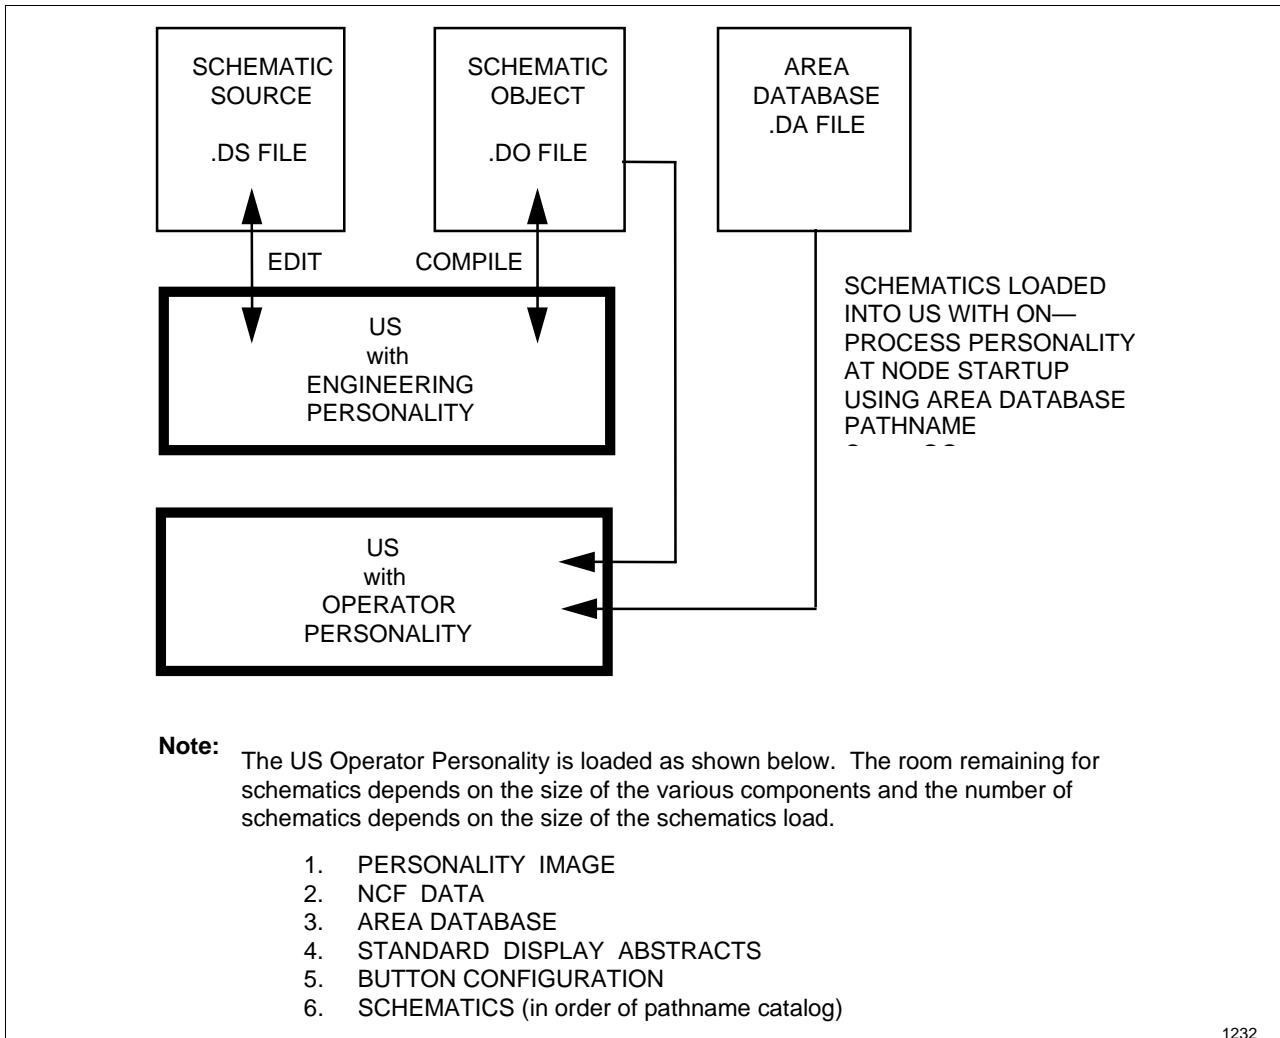 SCHEMATIC
SOURCE
.DS FILE
SCHEMATIC
OBJECT
.DO FILE
AREA
DATABASE
.DA FILE
EDIT
COMPILE
SCHEMATICS LOADED
INTO US WITH ON—
PROCESS PERSONALITY
AT NODE STARTUP
USING AREA DATABASE
PATHNAME
US
with
ENGINEERING
PERSONALITY
US
with
OPERATOR
PERSONALITY
Note:
The US Operator Personality is loaded as shown below. The room remaining for
schematics depends on the size of the various components and the number of
schematics depends on the size of the schematics load.
1. PERSONALITY IMAGE
2. NCF DATA
3. AREA DATABASE
4. STANDARD DISPLAY ABSTRACTS
5. BUTTON CONFIGURATION
6. SCHEMATICS (in order of pathname catalog)
1232